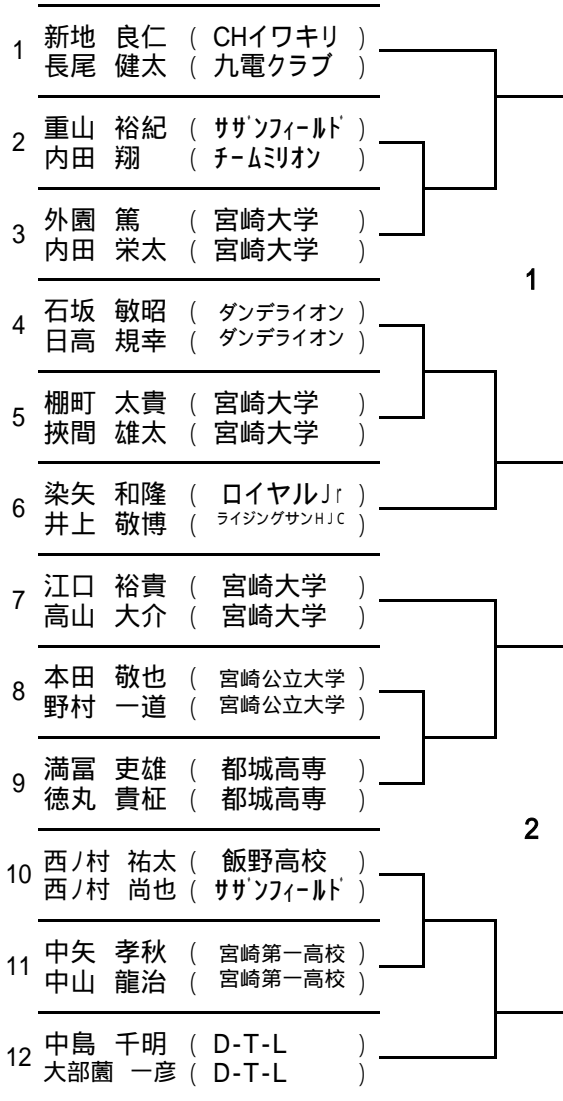 1 新地 良仁 ( CHイワキリ )
長尾 健太 ( 九電クラブ )
2 重山 裕紀 ( ｻｻﾞﾝﾌｨｰﾙﾄﾞ )
内田 翔 ( ﾁｰﾑﾐﾘｵﾝ )
3 外園 篤 ( 宮崎大学 )
内田 栄太 ( 宮崎大学 )
1
4 石坂 敏昭 ( ダンデライオン )
日高 規幸 ( ダンデライオン )
5 棚町 太貴 ( 宮崎大学 )
挾間 雄太 ( 宮崎大学 )
6 染矢 和隆 ( ロイヤルJr )
井上 敬博 ( ライジングサンHJC )
7 江口 裕貴 ( 宮崎大学 )
高山 大介 ( 宮崎大学 )
8 本田 敬也 ( 宮崎公立大学 )
野村 一道 ( 宮崎公立大学 )
9 満冨 吏雄 ( 都城高専 )
徳丸 貴柾 ( 都城高専 )
2
10 西ノ村 祐太 ( 飯野高校 )
西ノ村 尚也 ( ｻｻﾞﾝﾌｨｰﾙﾄﾞ )
11 中矢 孝秋 ( 宮崎第一高校 )
中山 龍治 ( 宮崎第一高校 )
12 中島 千明 ( D-T-L )
大部薗 一彦 ( D-T-L )